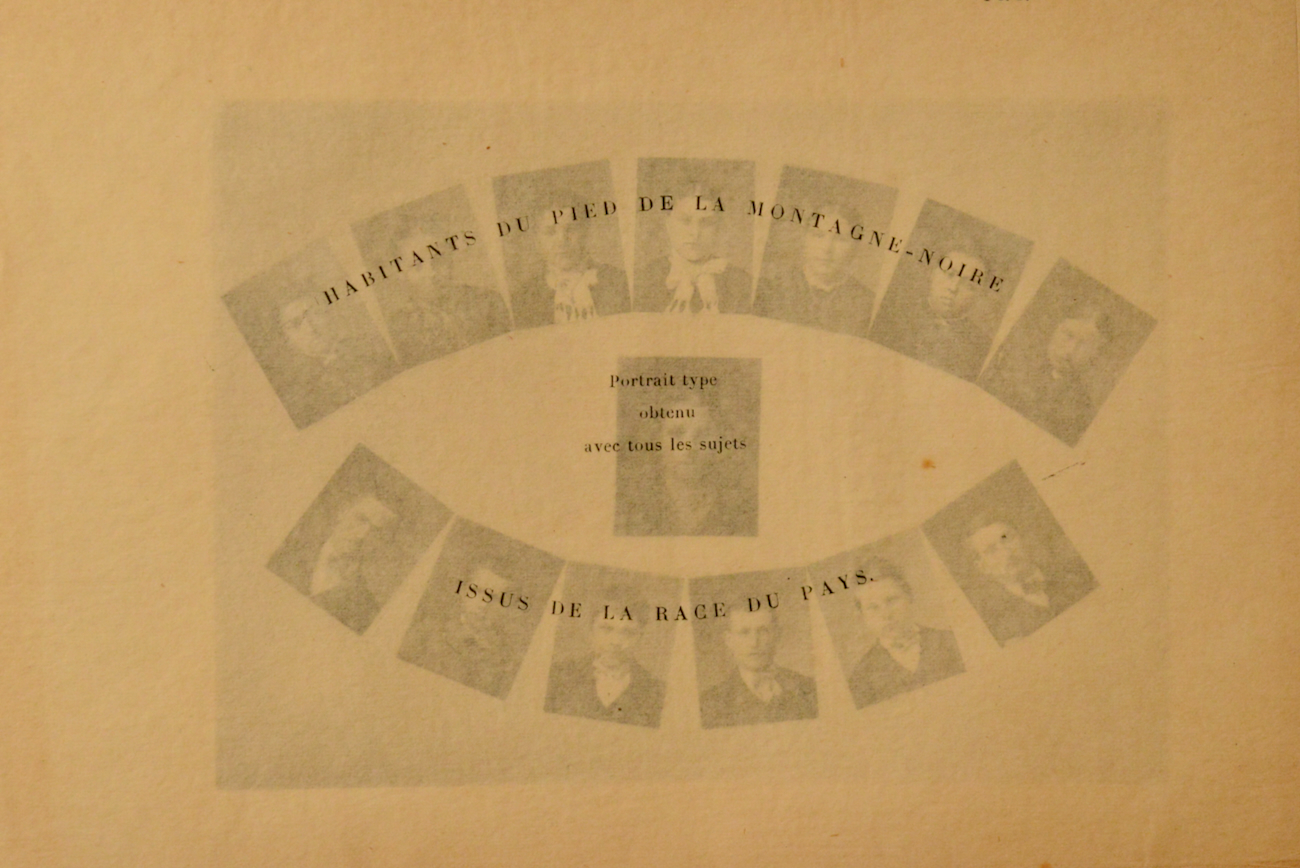 HABITANTS DU PIED DE LA MONTAGNE-NOIRE
Portrait type
obtenu
avec tous les sujets
ISSUS DE LA RACE DU PAYS.